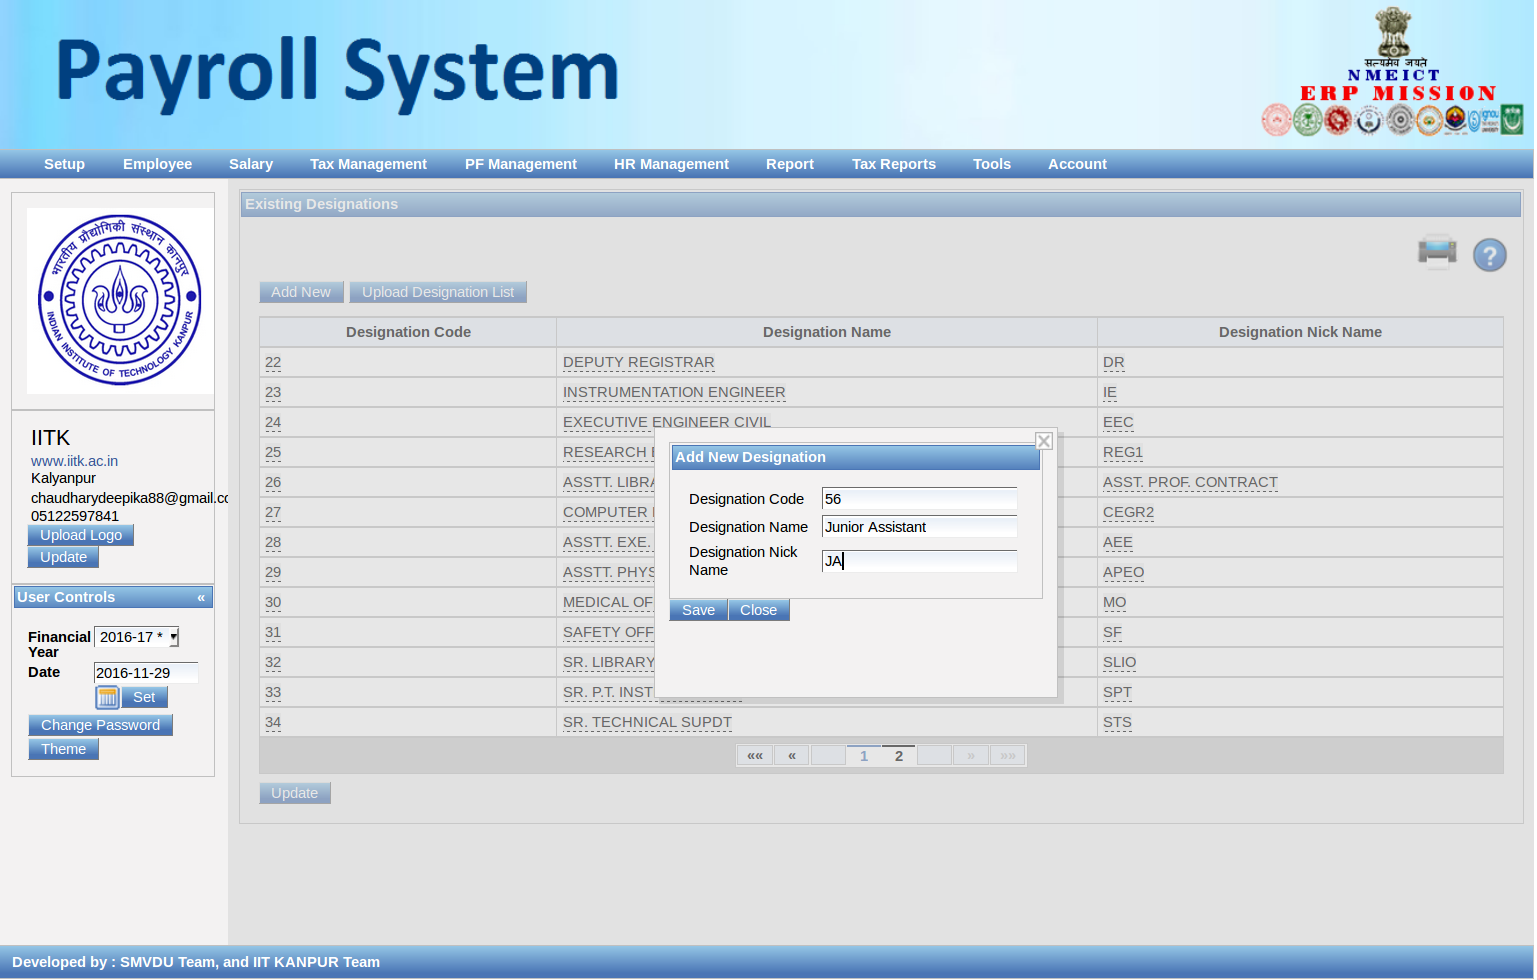 Payroll System
सत्यमेव जयते
NMEICT
ERP MISSION
Setup Employee Salary Tax Management PF Management HR Management Report Tax Reports Tools Account
भारतीय प्रौद्योगिकी संस्थान कानपुर
INDIAN INSTITUTE OF TECHNOLOGY KANPUR
IITK
www.iitk.ac.in
Kalyanpur
chaudharydeepika88@gmail.co
05122597841
Upload Logo
Update
User Controls «
Financial Year 2016-17 *
Date 2016-11-29
Set
Change Password
Theme
Existing Designations
?
Add New Upload Designation List
Designation Code Designation Name Designation Nick Name
22 DEPUTY REGISTRAR DR
23 INSTRUMENTATION ENGINEER IE
24 EXECUTIVE ENGINEER CIVIL EEC
25 RESEARCH REG1
26 ASSTT. LIBRA ASST. PROF. CONTRACT
27 COMPUTER CEGR2
28 ASSTT. EXE. AEE
29 ASSTT. PHYS APEO
30 MEDICAL OF MO
31 SAFETY OFF SF
32 SR. LIBRARY SLIO
33 SR. P.T. INST SPT
34 SR. TECHNICAL SUPDT STS
«« « 1 2 » »»
Update
Add New Designation
Designation Code 56
Designation Name Junior Assistant
Designation Nick Name JA
Save Close
Developed by : SMVDU Team, and IIT KANPUR Team